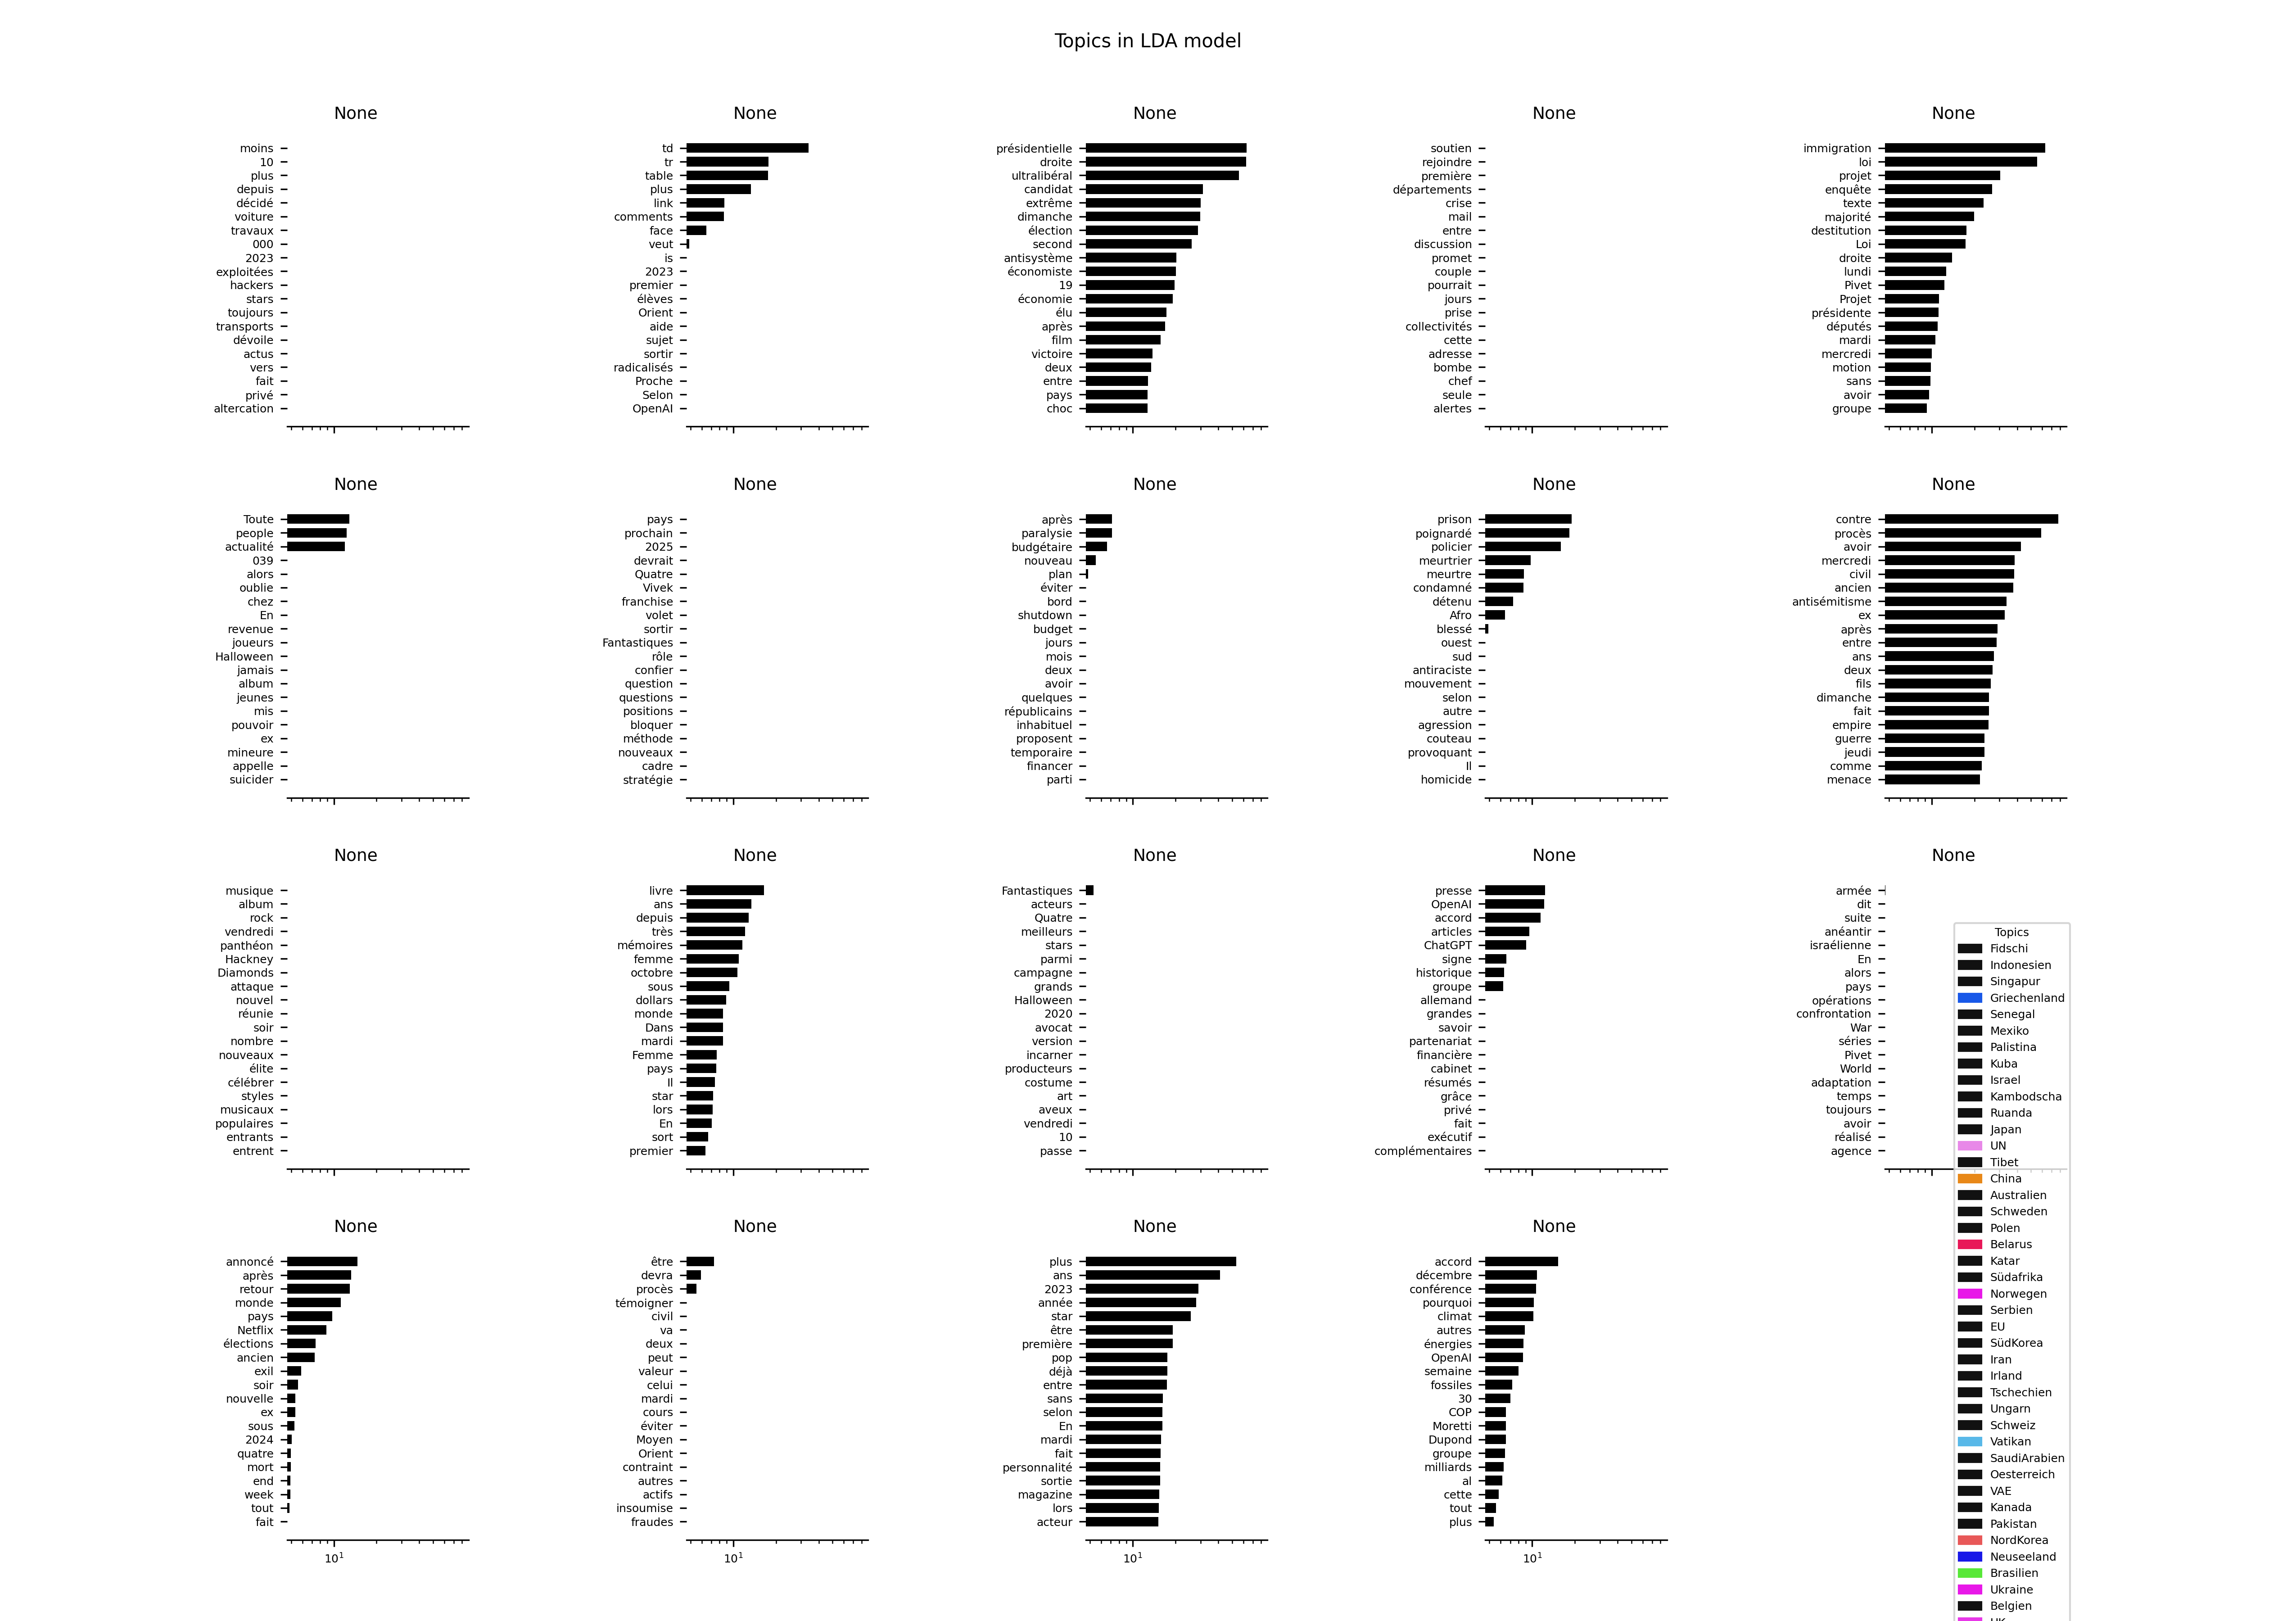 Topics in LDA model
None
moins
10
plus
depuis
décidé
voiture
travaux
000
2023
exploitées
hackers
stars
toujours
transports
dévoile
actus
vers
fait
privé
altercation
None
td
tr
table
plus
link
comments
face
veut
is
2023
premier
élèves
Orient
aide
sujet
sortir
radicalisés
Proche
Selon
OpenAI
None
présidentielle
droite
ultralibéral
candidat
extrême
dimanche
élection
second
antisystème
économiste
19
économie
élu
après
film
victoire
deux
entre
pays
choc
None
soutien
rejoindre
première
départements
crise
mail
entre
discussion
promet
couple
pourrait
jours
prise
collectivités
cette
adresse
bombe
chef
seule
alertes
None
immigration
loi
projet
enquête
texte
majorité
destitution
Loi
droite
lundi
Pivet
Projet
présidente
députés
mardi
mercredi
motion
sans
avoir
groupe
None
Toute
people
actualité
039
alors
oublie
chez
En
revenue
joueurs
Halloween
jamais
album
jeunes
mis
pouvoir
ex
mineure
appelle
suicider
None
pays
prochain
2025
devrait
Quatre
Vivek
franchise
volet
sortir
Fantastiques
rôle
confier
question
questions
positions
bloquer
méthode
nouveaux
cadre
stratégie
None
après
paralysie
budgétaire
nouveau
plan
éviter
bord
shutdown
budget
jours
mois
deux
avoir
quelques
républicains
inhabituel
proposent
temporaire
financer
parti
None
prison
poignardé
policier
meurtrier
meurtre
condamné
détenu
Afro
blessé
ouest
sud
antiraciste
mouvement
selon
autre
agression
couteau
provoquant
Il
homicide
None
contre
procès
avoir
mercredi
civil
ancien
antisémitisme
ex
après
entre
ans
deux
fils
dimanche
fait
empire
guerre
jeudi
comme
menace
None
musique
album
rock
vendredi
panthéon
Hackney
Diamonds
attaque
nouvel
réunie
soir
nombre
nouveaux
élite
célébrer
styles
musicaux
populaires
entrants
entrent
None
livre
ans
depuis
très
mémoires
femme
octobre
sous
dollars
monde
Dans
mardi
Femme
pays
Il
star
lors
En
sort
premier
None
Fantastiques
acteurs
Quatre
meilleurs
stars
parmi
campagne
grands
Halloween
2020
avocat
version
incarner
producteurs
costume
art
aveux
vendredi
10
passe
None
presse
OpenAI
accord
articles
ChatGPT
signe
historique
groupe
allemand
grandes
savoir
partenariat
financière
cabinet
résumés
grâce
privé
fait
exécutif
complémentaires
None
armée
dit
suite
anéantir
israélienne
En
alors
pays
opérations
confrontation
War
séries
Pivet
World
adaptation
temps
toujours
avoir
réalisé
agence
None
annoncé
après
retour
monde
pays
Netflix
élections
ancien
exil
soir
nouvelle
ex
sous
2024
quatre
mort
end
week
tout
fait
10¹
None
être
devra
procès
témoigner
civil
va
deux
peut
valeur
celui
mardi
cours
éviter
Moyen
Orient
contraint
autres
actifs
insoumise
fraudes
10¹
None
plus
ans
2023
année
star
être
première
pop
déjà
entre
sans
selon
En
mardi
fait
personnalité
sortie
magazine
lors
acteur
10¹
None
accord
décembre
conférence
pourquoi
climat
autres
énergies
OpenAI
semaine
fossiles
30
COP
Moretti
Dupond
groupe
milliards
al
cette
tout
plus
10¹
Topics
Fidschi
Indonesien
Singapur
Griechenland
Senegal
Mexiko
Palistina
Kuba
Israel
Kambodscha
Ruanda
Japan
UN
Tibet
China
Australien
Schweden
Polen
Belarus
Katar
Südafrika
Norwegen
Serbien
EU
SüdKorea
Iran
Irland
Tschechien
Ungarn
Schweiz
Vatikan
SaudiArabien
Oesterreich
VAE
Kanada
Pakistan
NordKorea
Neuseeland
Brasilien
Ukraine
Belgien